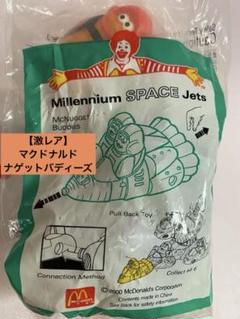 Millennium SPACE Jets
McNugget
Buddies
【激レア】
マクドナルド
ナゲットバディーズ
Pull Back Toy
Connection Method
Collect all 6
McDonald's
©2000 McDonald's Corporation
Contents made in China
See back for safety information